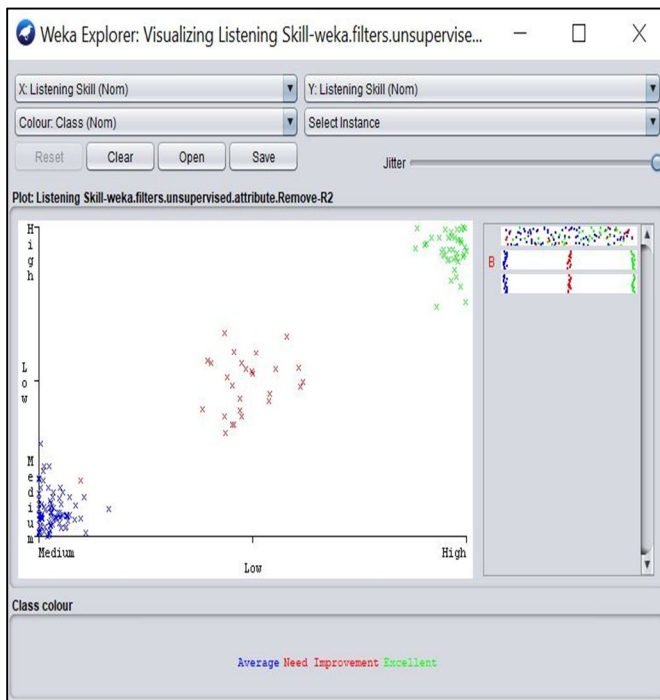 Weka Explorer: Visualizing Listening Skill-weka.filters.unsupervise...
X: Listening Skill (Nom) Y: Listening Skill (Nom)
Colour: Class (Nom) Select Instance
Reset Clear Open Save Jitter
Plot: Listening Skill-weka.filters.unsupervised.attribute.Remove-R2
High
Low
Medium
B
Medium Low High
Class colour
Average Need Improvement Excellent